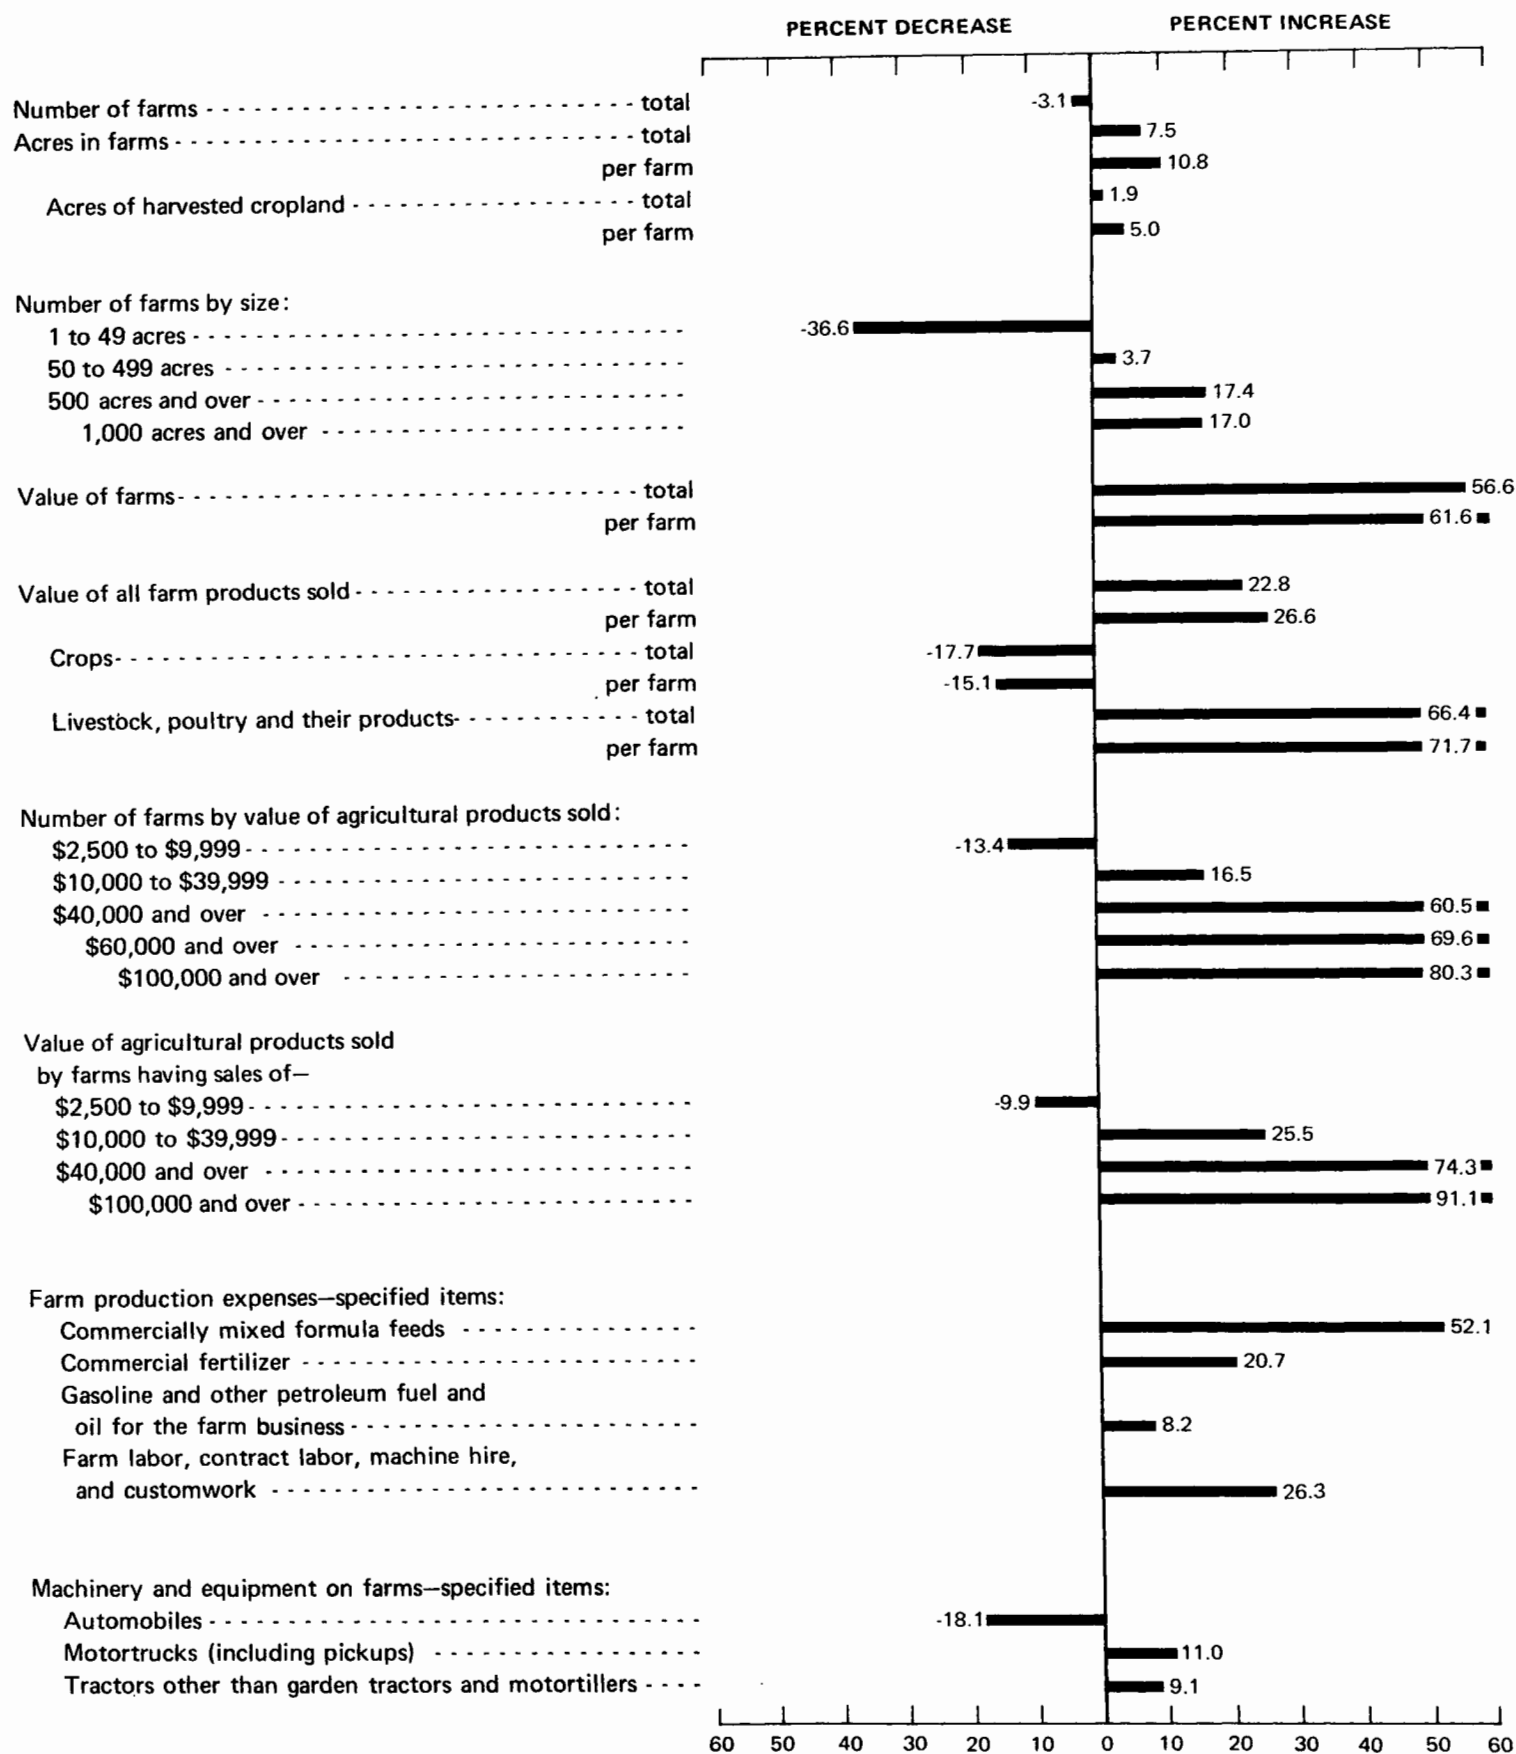 PERCENT DECREASE PERCENT INCREASE
Number of farms - - - - - - - - - - - - - - - - - - - - - - - - - - - total -3.1
Acres in farms - - - - - - - - - - - - - - - - - - - - - - - - - - - - - total 7.5
per farm 10.8
Acres of harvested cropland - - - - - - - - - - - - - - - - - - total 1.9
per farm 5.0
Number of farms by size:
1 to 49 acres - - - - - - - - - - - - - - - - - - - - - - - - - - - - - - - -36.6
50 to 499 acres - - - - - - - - - - - - - - - - - - - - - - - - - - - - - 3.7
500 acres and over - - - - - - - - - - - - - - - - - - - - - - - - - - - 17.4
1,000 acres and over - - - - - - - - - - - - - - - - - - - - - - - 17.0
Value of farms - - - - - - - - - - - - - - - - - - - - - - - - - - - - - total 56.6
per farm 61.6
Value of all farm products sold - - - - - - - - - - - - - - - - - - total 22.8
per farm 26.6
Crops - - - - - - - - - - - - - - - - - - - - - - - - - - - - - - - - - total -17.7
per farm -15.1
Livestock, poultry and their products - - - - - - - - - - - - total 66.4
per farm 71.7
Number of farms by value of agricultural products sold:
$2,500 to $9,999 - - - - - - - - - - - - - - - - - - - - - - - - - - - - -13.4
$10,000 to $39,999 - - - - - - - - - - - - - - - - - - - - - - - - - - 16.5
$40,000 and over - - - - - - - - - - - - - - - - - - - - - - - - - - - 60.5
$60,000 and over - - - - - - - - - - - - - - - - - - - - - - - - - 69.6
$100,000 and over - - - - - - - - - - - - - - - - - - - - - - 80.3
Value of agricultural products sold
by farms having sales of—
$2,500 to $9,999 - - - - - - - - - - - - - - - - - - - - - - - - - - - - -9.9
$10,000 to $39,999 - - - - - - - - - - - - - - - - - - - - - - - - - - 25.5
$40,000 and over - - - - - - - - - - - - - - - - - - - - - - - - - - - 74.3
$100,000 and over - - - - - - - - - - - - - - - - - - - - - - - - - 91.1
Farm production expenses—specified items:
Commercially mixed formula feeds - - - - - - - - - - - - - - - 52.1
Commercial fertilizer - - - - - - - - - - - - - - - - - - - - - - - - - 20.7
Gasoline and other petroleum fuel and
oil for the farm business - - - - - - - - - - - - - - - - - - - - - - 8.2
Farm labor, contract labor, machine hire,
and customwork - - - - - - - - - - - - - - - - - - - - - - - - - - - 26.3
Machinery and equipment on farms—specified items:
Automobiles - - - - - - - - - - - - - - - - - - - - - - - - - - - - - - - -18.1
Motortrucks (including pickups) - - - - - - - - - - - - - - - - - 11.0
Tractors other than garden tractors and motortillers - - - - 9.1
60 50 40 30 20 10 0 10 20 30 40 50 60